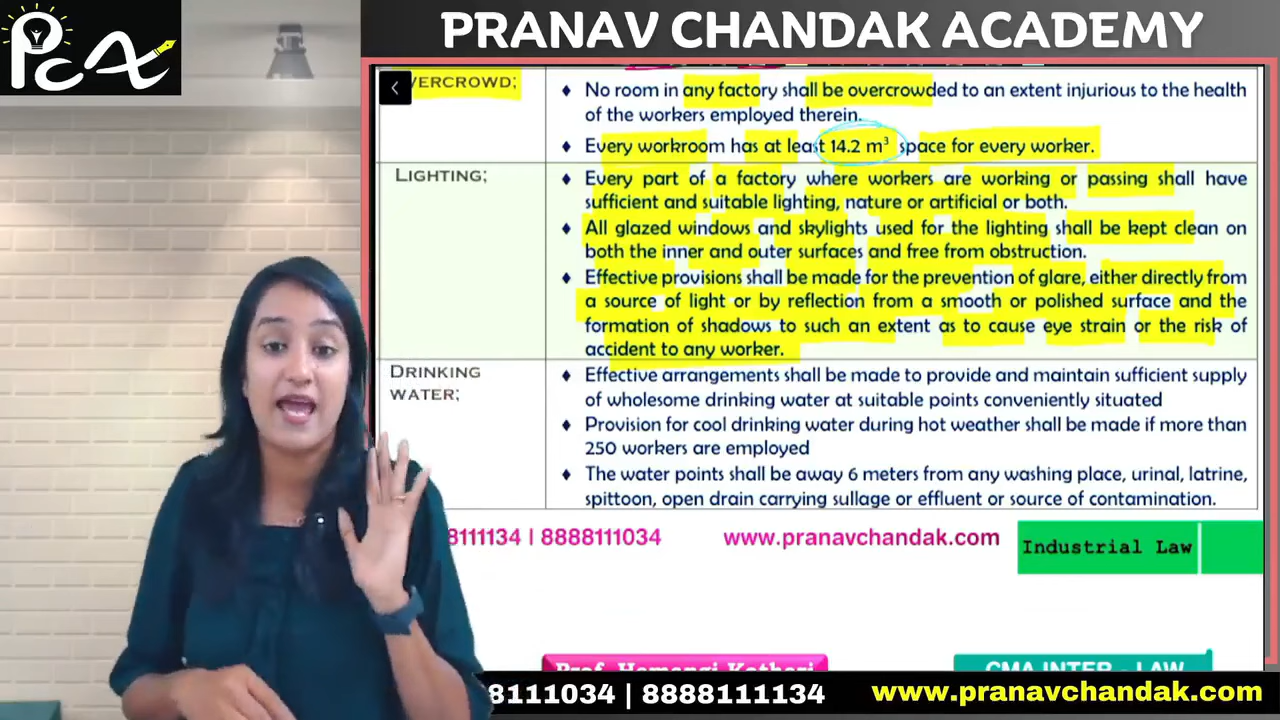 PCA
PRANAV CHANDAK ACADEMY
VERCROWD;
♦ No room in any factory shall be overcrowded to an extent injurious to the health
of the workers employed therein.
♦ Every workroom has at least 14.2 m³ space for every worker.
LIGHTING;
♦ Every part of a factory where workers are working or passing shall have
sufficient and suitable lighting, nature or artificial or both.
♦ All glazed windows and skylights used for the lighting shall be kept clean on
both the inner and outer surfaces and free from obstruction.
♦ Effective provisions shall be made for the prevention of glare, either directly from
a source of light or by reflection from a smooth or polished surface and the
formation of shadows to such an extent as to cause eye strain or the risk of
accident to any worker.
DRINKING
WATER;
♦ Effective arrangements shall be made to provide and maintain sufficient supply
of wholesome drinking water at suitable points conveniently situated
♦ Provision for cool drinking water during hot weather shall be made if more than
250 workers are employed
♦ The water points shall be away 6 meters from any washing place, urinal, latrine,
spittoon, open drain carrying sullage or effluent or source of contamination.
8111134 | 8888111034 www.pranavchandak.com
Industrial Law
Prof. Hemangi Kothari
CMA INTER - LAW
8111034 | 8888111134 www.pranavchandak.com